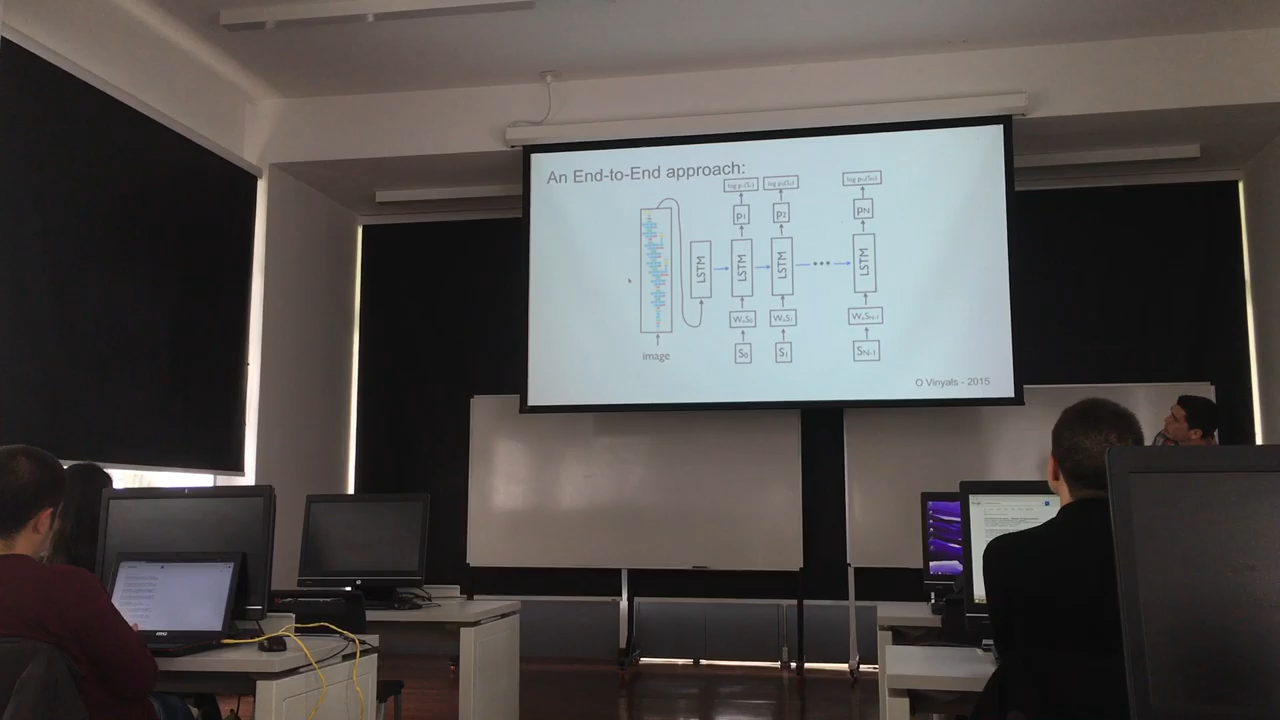 An End-to-End approach:
log p₁(S₁) log p₂(S₂) log pN(SN)
p₁ p₂ pN
LSTM LSTM LSTM ••• LSTM
WₑS₀ WₑS₁ WₑSN-1
image S₀ S₁ SN-1
O Vinyals - 2015